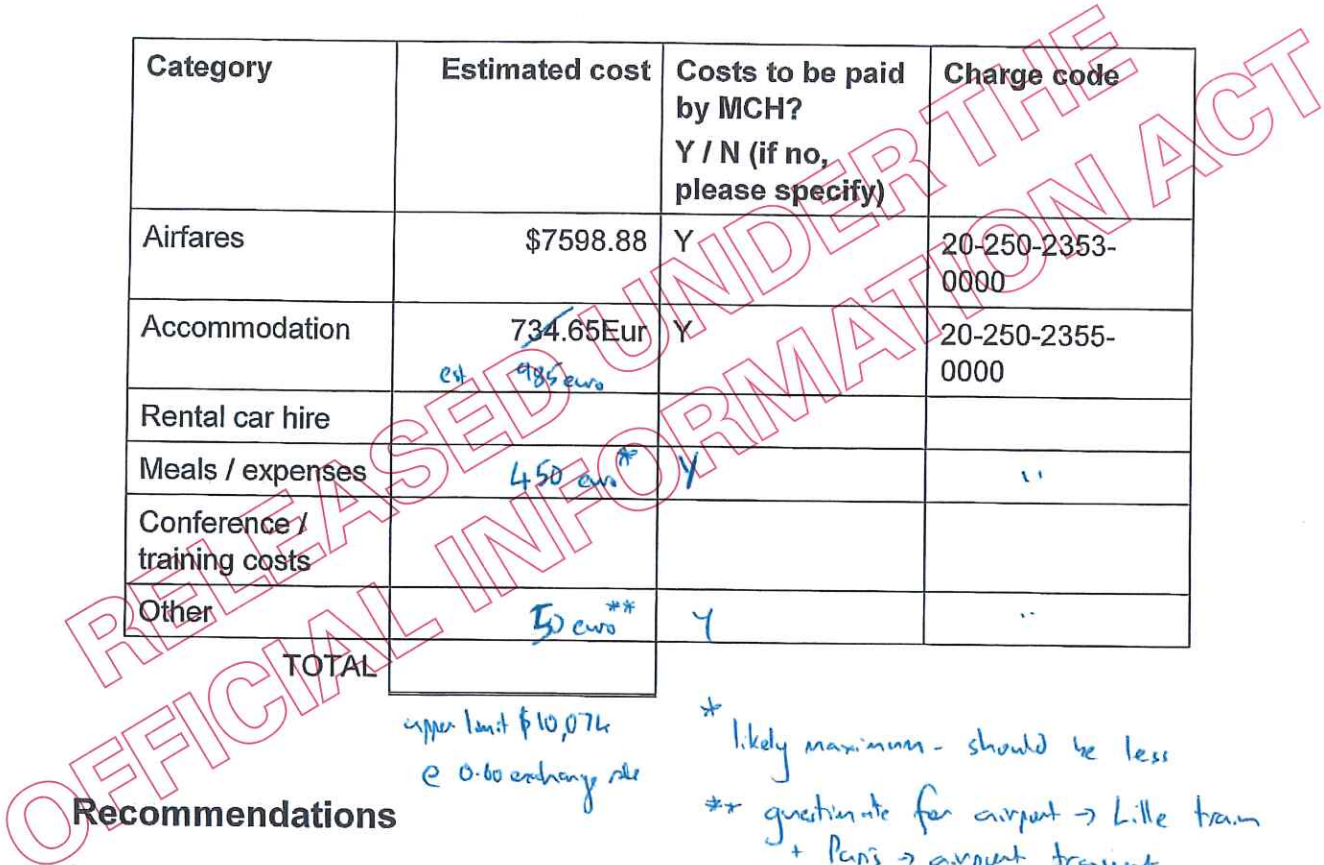 Category Estimated cost Costs to be paid by MCH? Y / N (if no, please specify) Charge code
Airfares $7598.88 Y 20-250-2353-
0000
Accommodation 734.65Eur Y 20-250-2355-
est 985 euro 0000
Rental car hire
Meals / expenses 450 euro* Y "
Conference /
training costs
Other 50 euro** Y "
TOTAL
upper limit $10,074
@ 0.60 exchange rate
* likely maximum - should be less
** guestimate for airport → Lille train
+ Paris → airport
Recommendations
RELEASED UNDER THE
OFFICIAL INFORMATION ACT